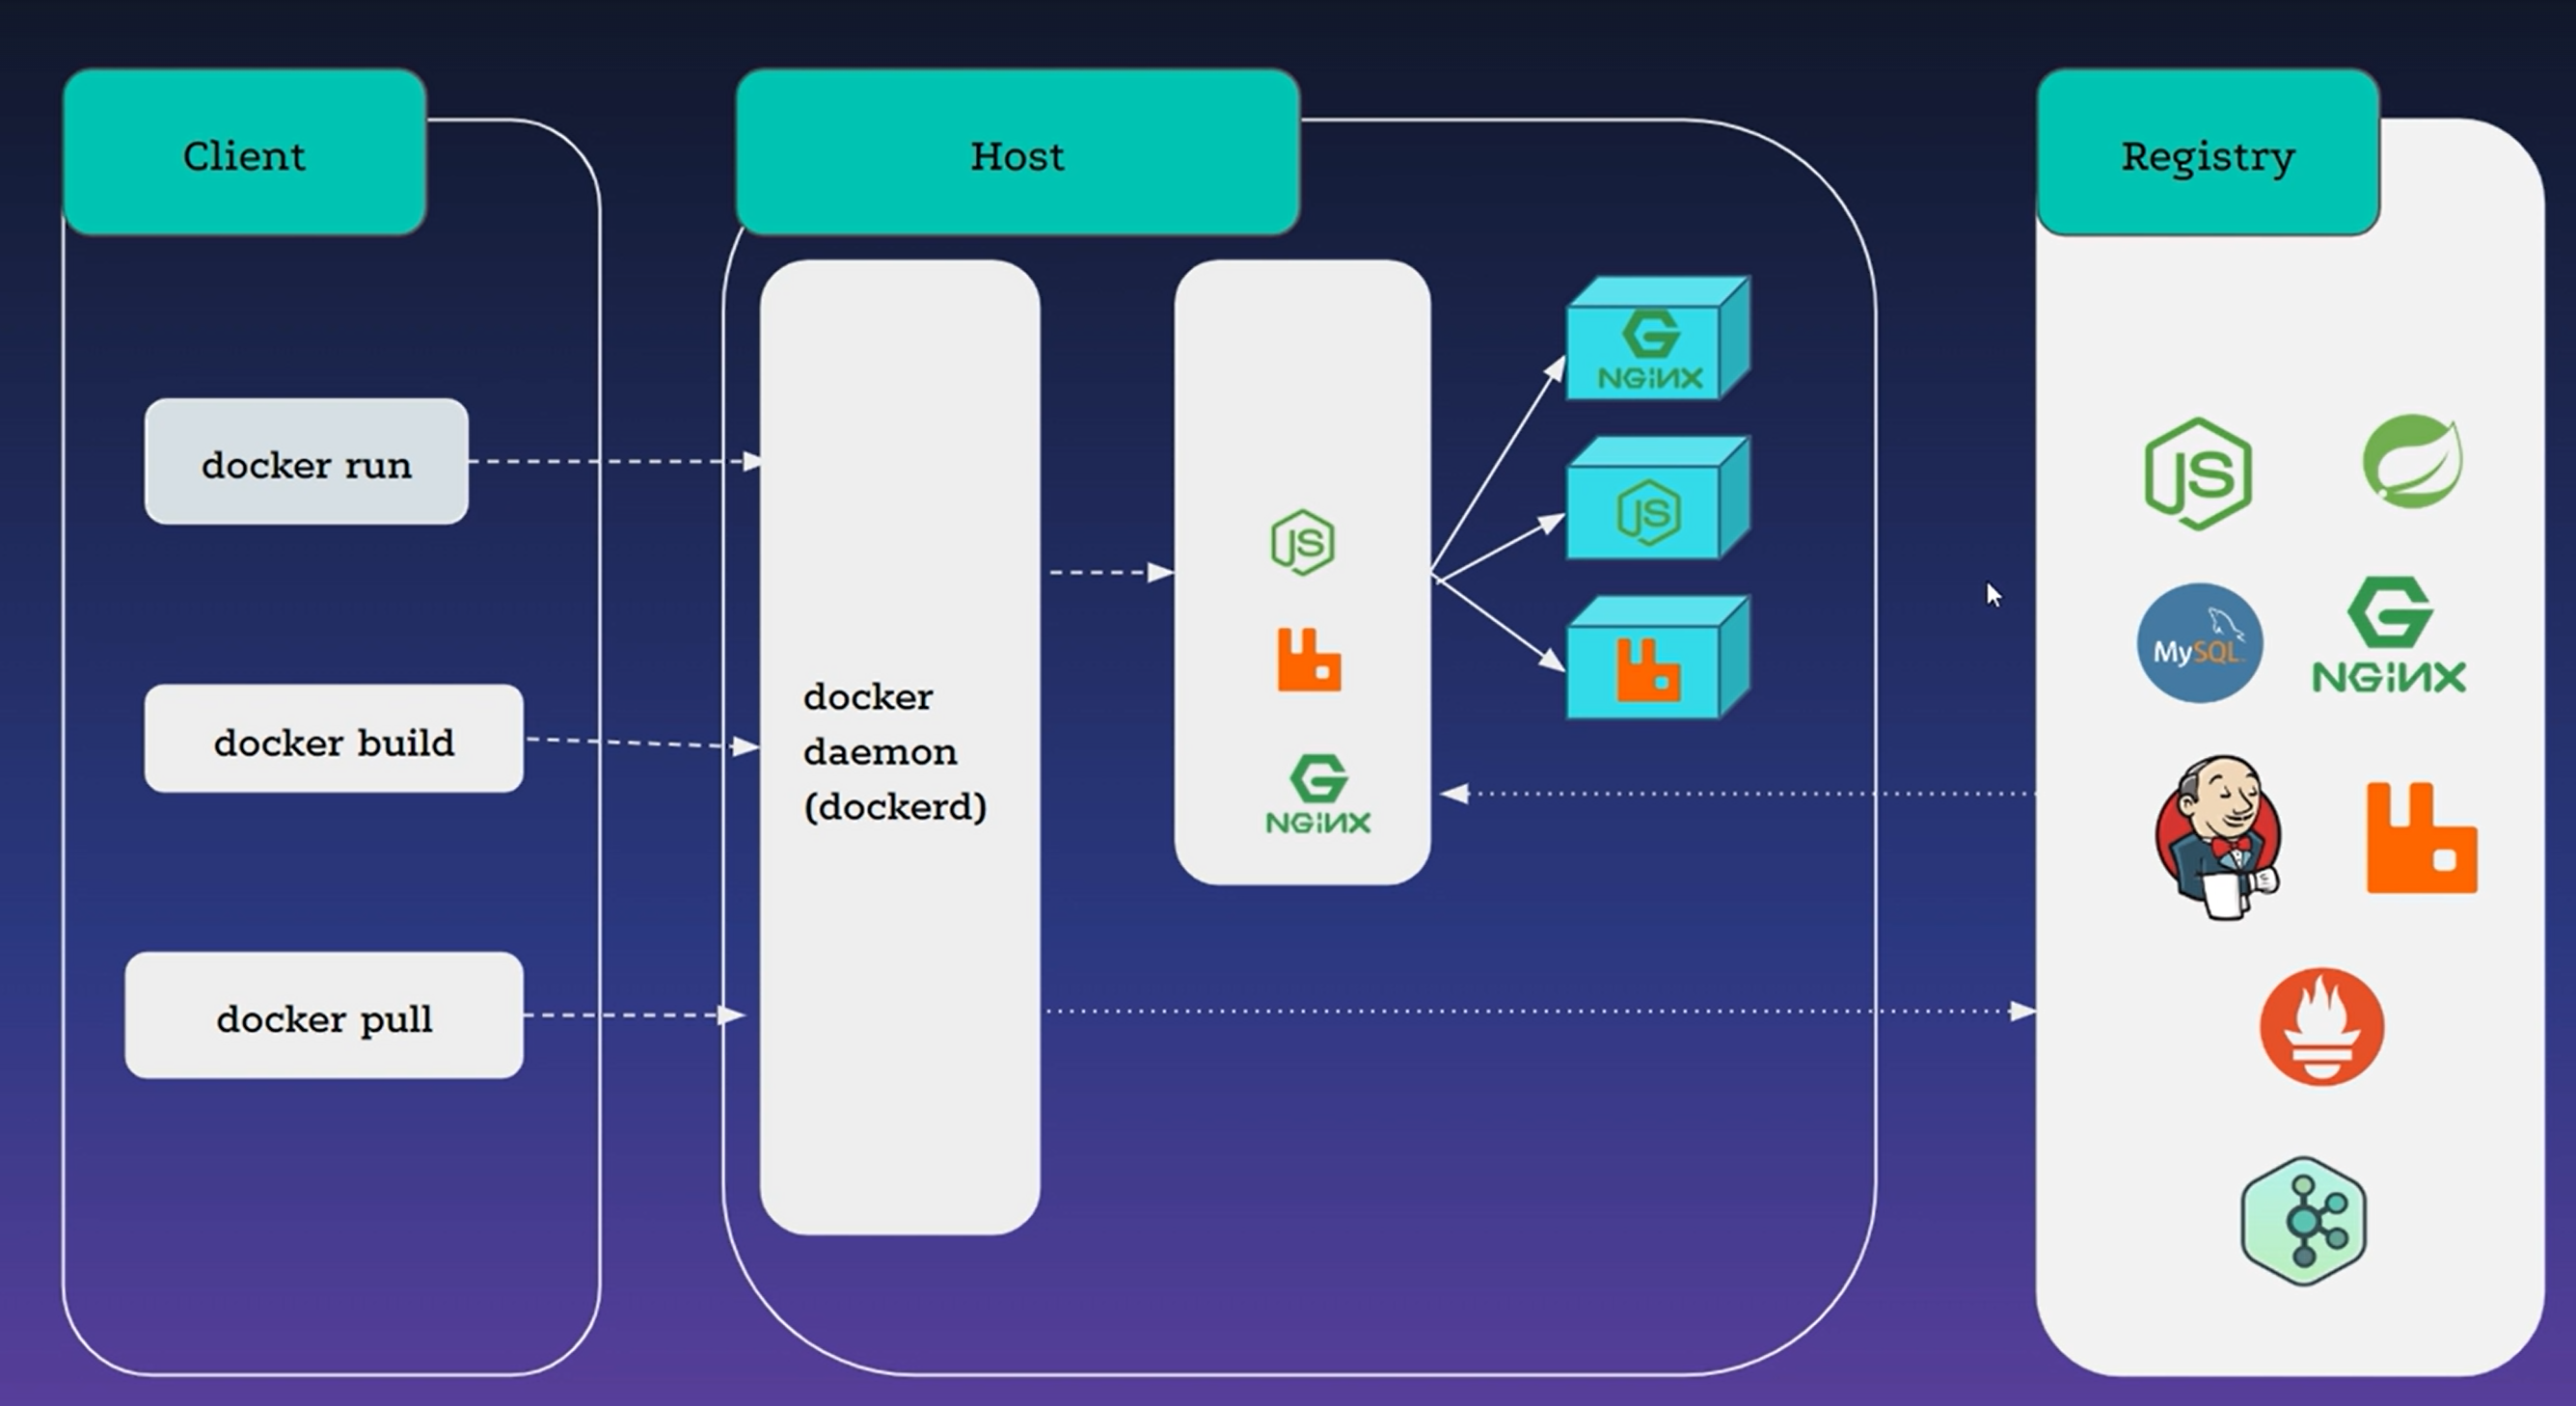 Client
Host
Registry
docker run
docker build
docker pull
docker
daemon
(dockerd)
JS
NGiNX
NGiNX
JS
JS
MySQL
NGiNX